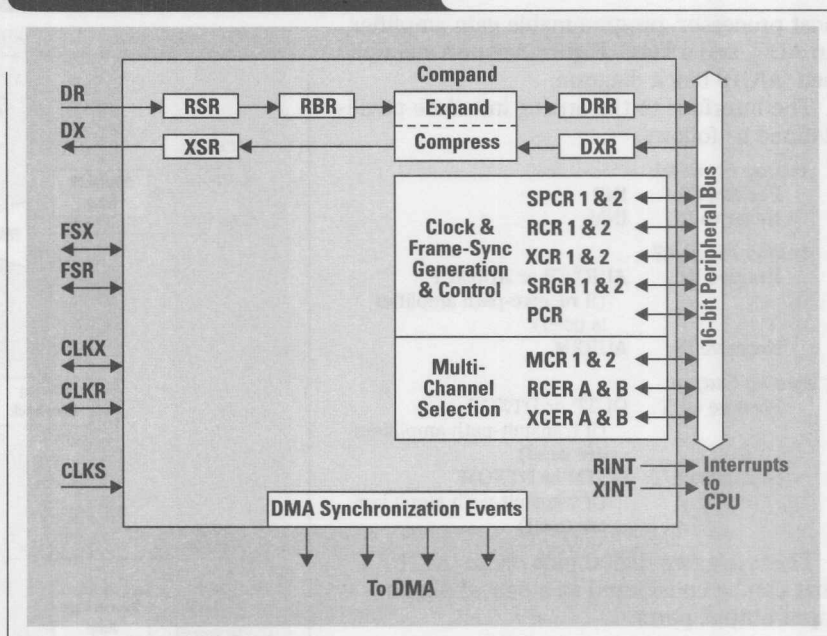 Compand
DR
RSR
RBR
Expand
DRR
DX
XSR
Compress
DXR
FSX
FSR
CLKX
CLKR
CLKS
Clock &
Frame-Sync
Generation
& Control
SPCR 1 & 2
RCR 1 & 2
XCR 1 & 2
SRGR 1 & 2
PCR
Multi-
Channel
Selection
MCR 1 & 2
RCER A & B
XCER A & B
16-bit Peripheral Bus
RINT
XINT
Interrupts
to
CPU
DMA Synchronization Events
To DMA